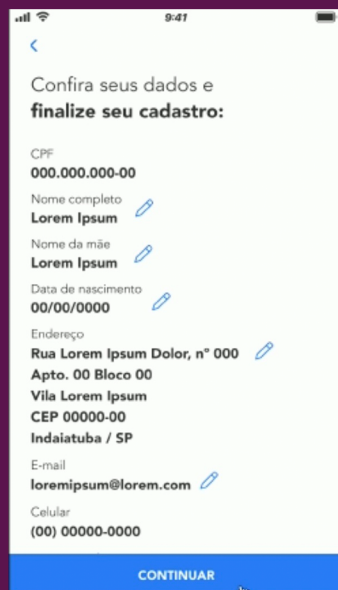 9:41
Confira seus dados e
finalize seu cadastro:
CPF
000.000.000-00
Nome completo
Lorem Ipsum
Nome da mãe
Lorem Ipsum
Data de nascimento
00/00/0000
Endereço
Rua Lorem Ipsum Dolor, nº 000
Apto. 00 Bloco 00
Vila Lorem Ipsum
CEP 00000-00
Indaiatuba / SP
E-mail
loremipsum@lorem.com
Celular
(00) 00000-0000
CONTINUAR